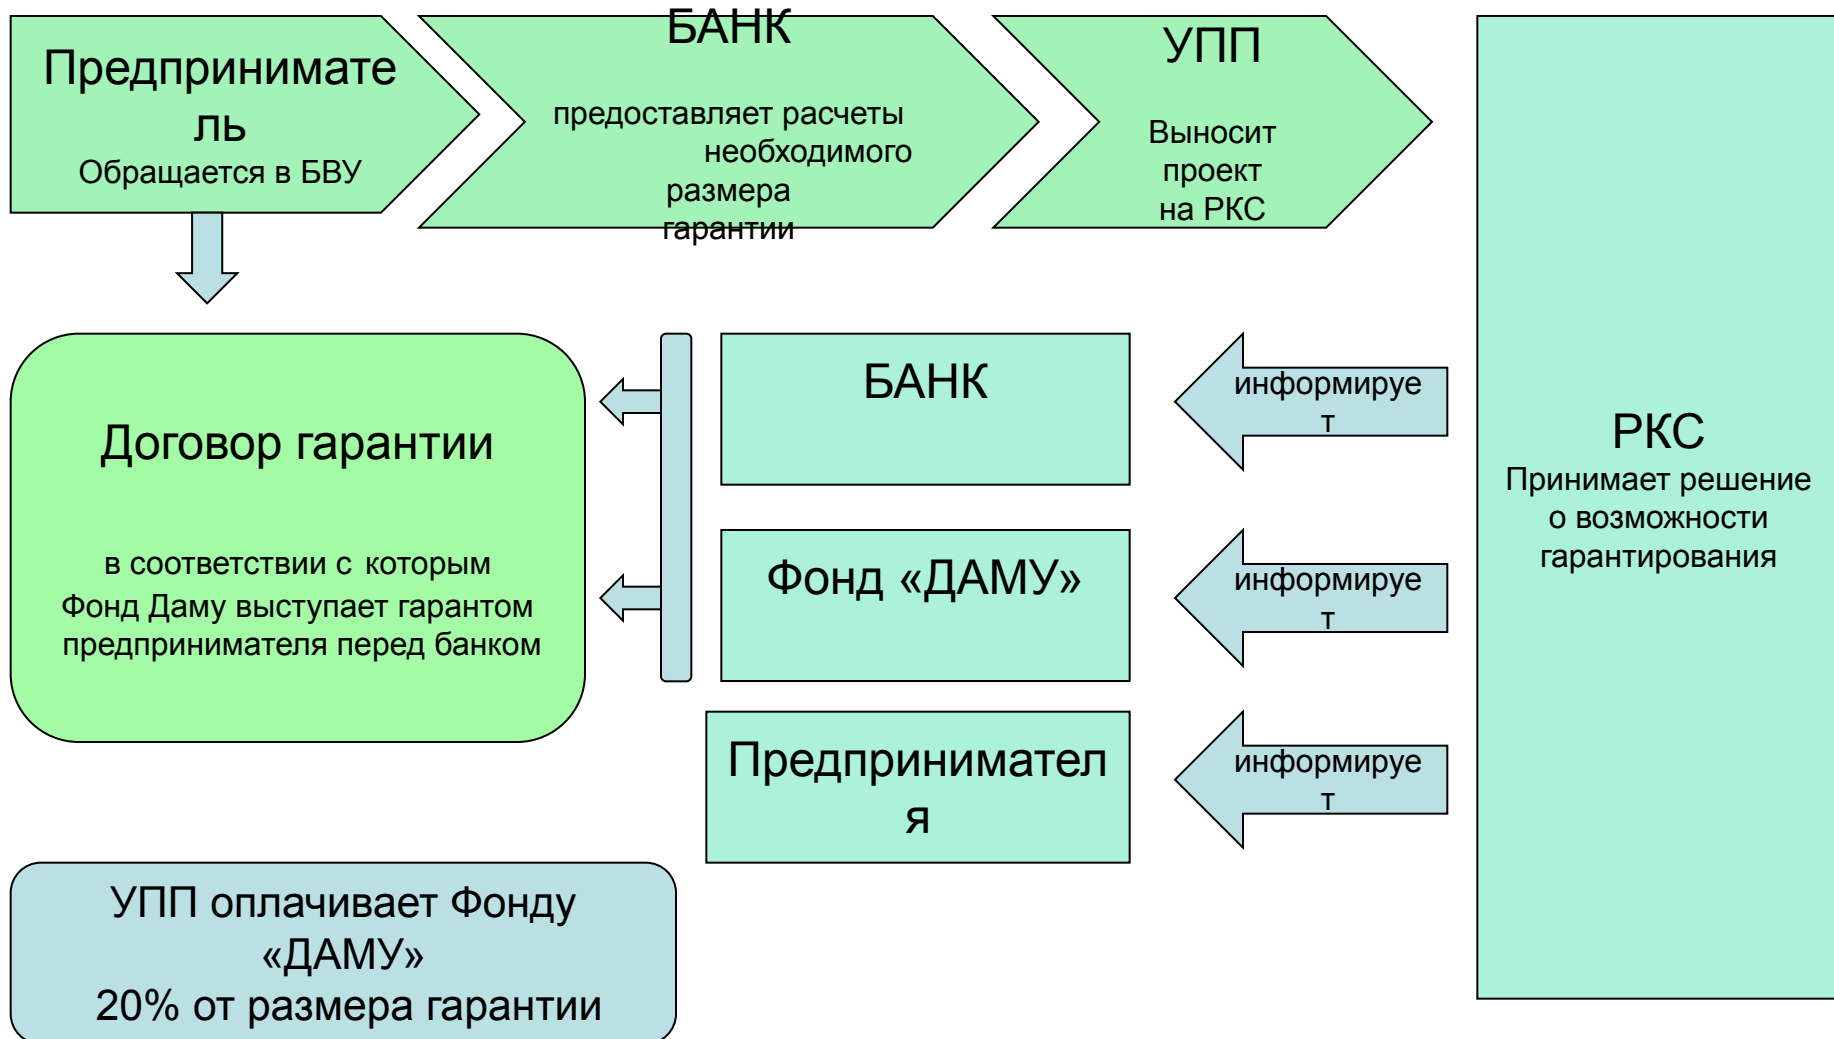 Предпринимате
ль
Обращается в БВУ
БАНК
предоставляет расчеты
необходимого
размера
гарантии
УПП
Выносит
проект
на РКС
РКС
Принимает решение
о возможности
гарантирования
Договор гарантии
в соответствии с которым
Фонд Даму выступает гарантом
предпринимателя перед банком
БАНК
информируе
т
Фонд «ДАМУ»
информируе
т
Предпринимател
я
информируе
т
УПП оплачивает Фонду
«ДАМУ»
20% от размера гарантии